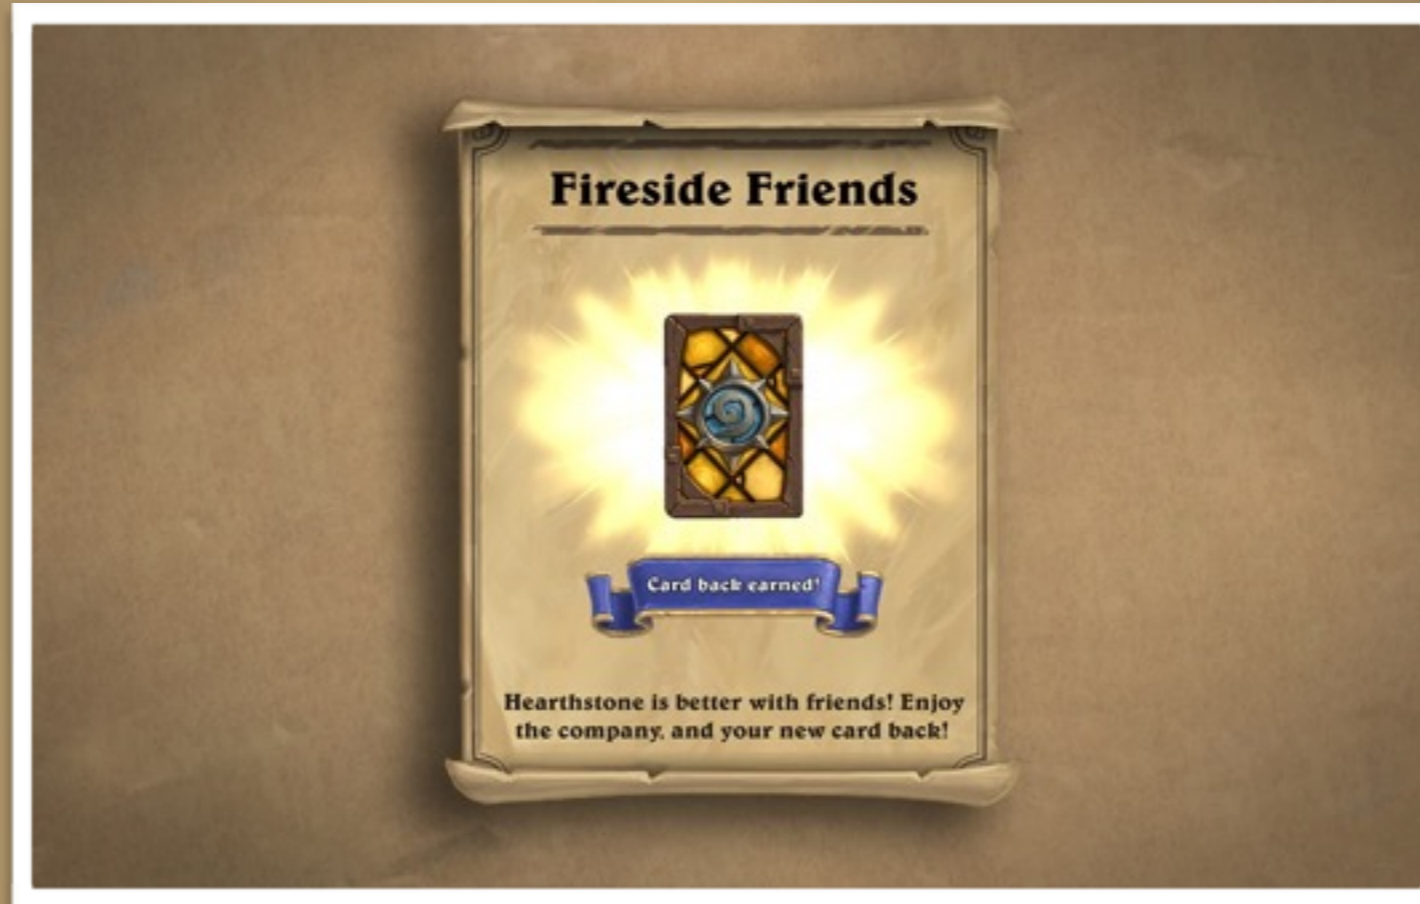 Fireside Friends
Card back earned!
Hearthstone is better with friends! Enjoy
the company, and your new card back!